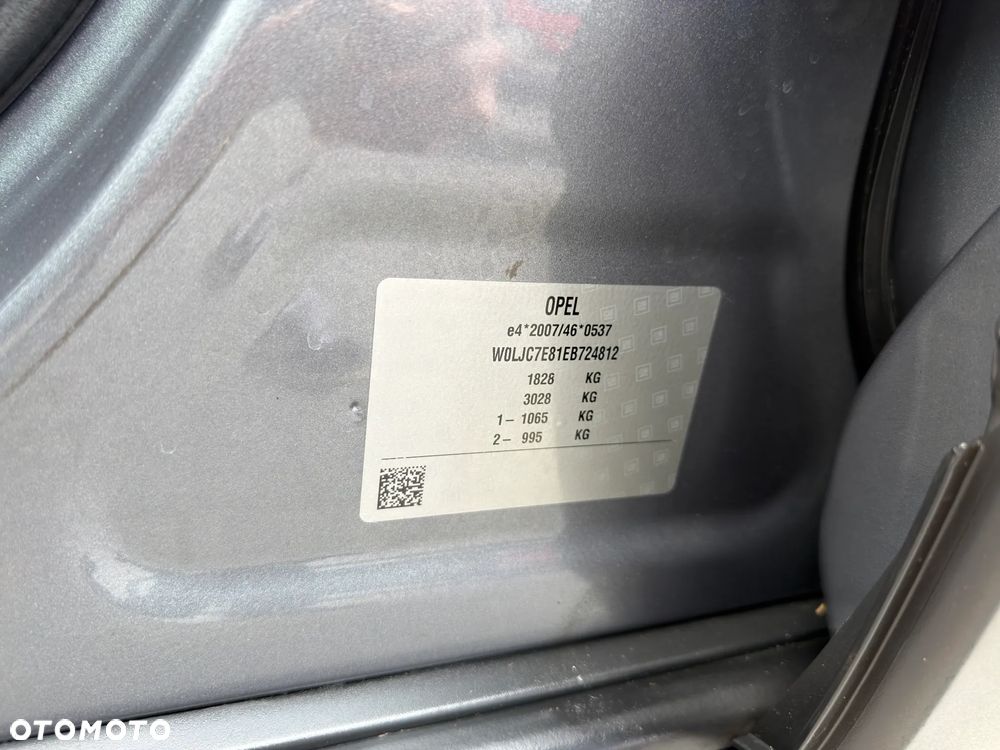 OPEL
e4*2007/46*0537
W0LJC7E81EB724812
1828 KG
3028 KG
1– 1065 KG
2– 995 KG
OTOMOTO